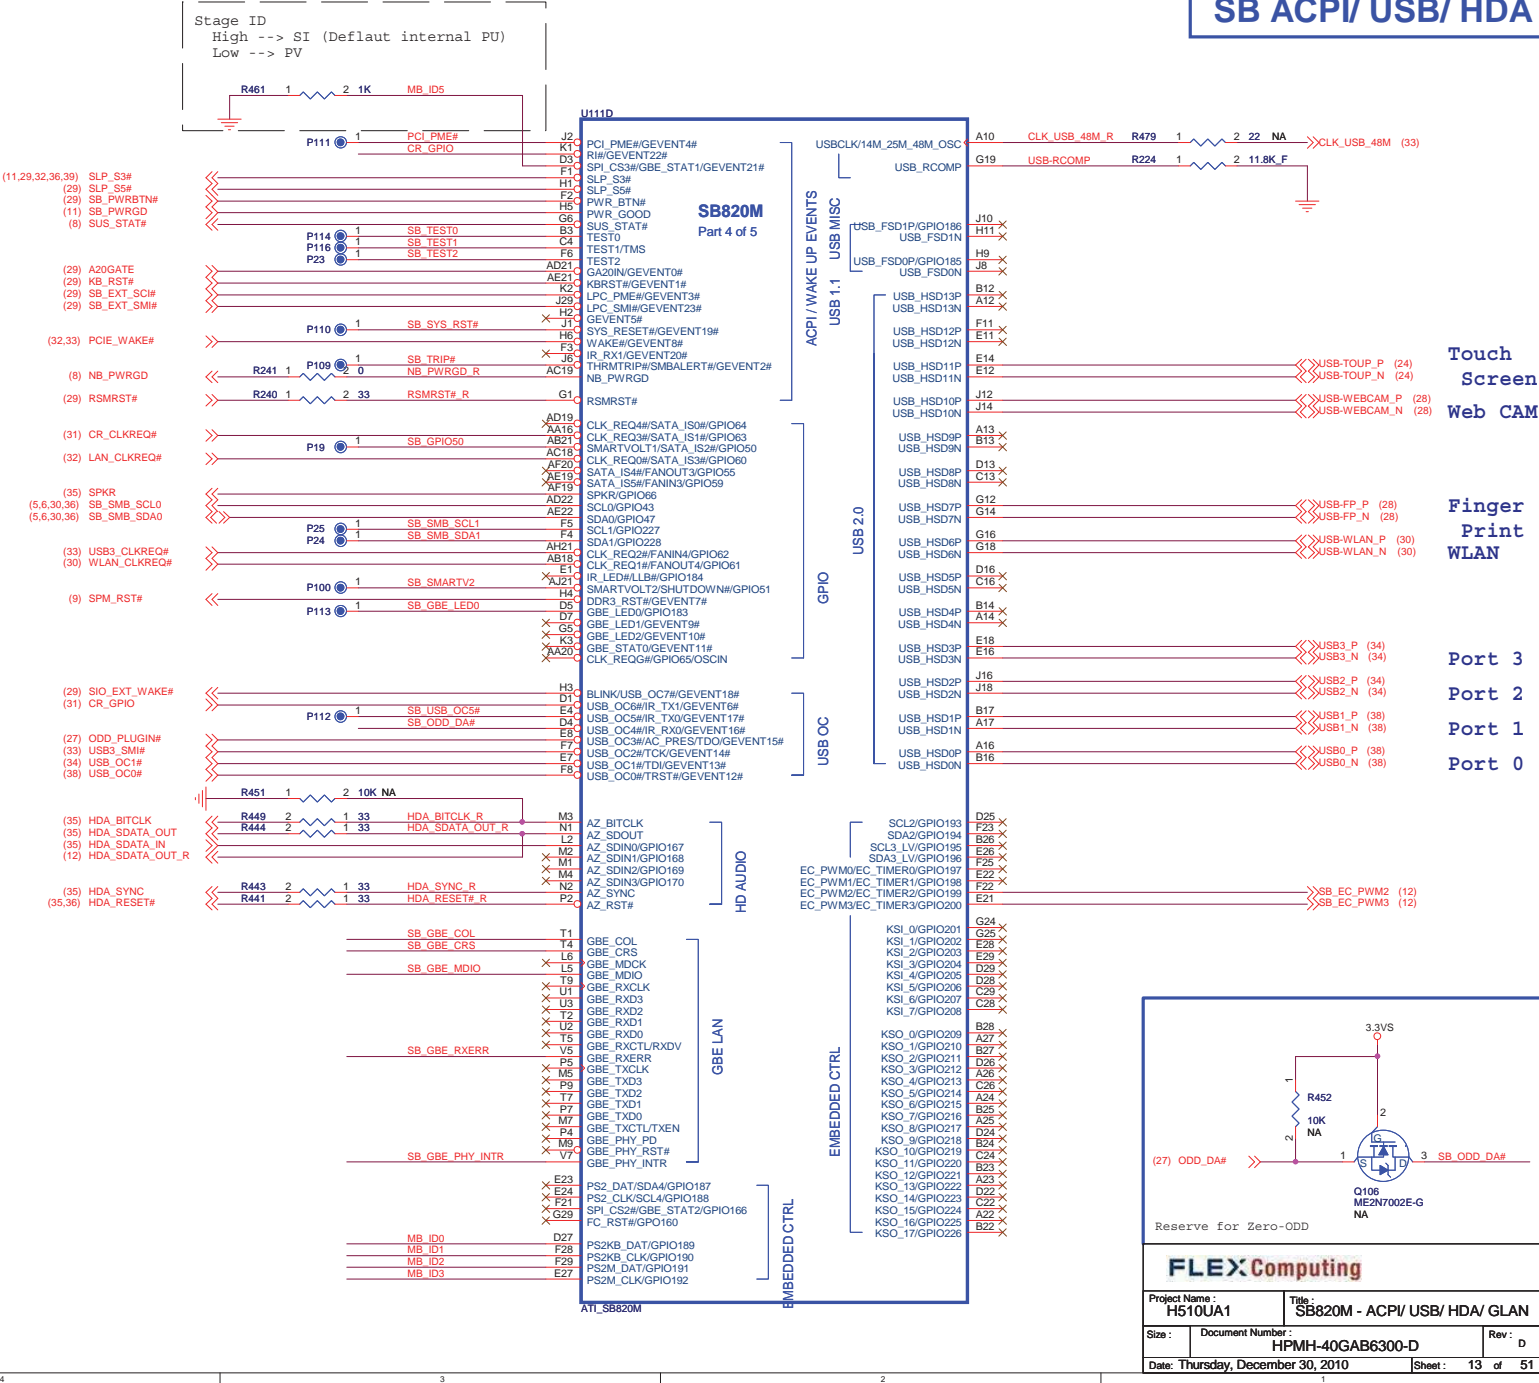 SB ACPI/ USB/ HDA
Stage ID
High --> SI (Deflaut internal PU)
Low --> PV
R461 1 2 1K MB_ID5
U111D
SB820M
Part 4 of 5
P111 1 PCI_PME# J2 PCI_PME#/GEVENT4#
CR_GPIO K1 RI#/GEVENT22#
D3 SPI_CS3#/GBE_STAT1/GEVENT21#
(11,29,32,36,39) SLP_S3# F1 SLP_S3#
(29) SLP_S5# H1 SLP_S5#
(29) SB_PWRBTN# F2 PWR_BTN#
(11) SB_PWRGD H5 PWR_GOOD
(8) SUS_STAT# G6 SUS_STAT#
P114 1 SB_TEST0 B3 TEST0
P116 1 SB_TEST1 C4 TEST1/TMS
P23 1 SB_TEST2 F6 TEST2
(29) A20GATE AD21 GA20IN/GEVENT0#
(29) KB_RST# AE21 KBRST#/GEVENT1#
(29) SB_EXT_SCI# K2 LPC_PME#/GEVENT3#
(29) SB_EXT_SMI# J29 LPC_SMI#/GEVENT23#
H2 GEVENT5#
P110 1 SB_SYS_RST# J1 SYS_RESET#/GEVENT19#
(32,33) PCIE_WAKE# H6 WAKE#/GEVENT8#
F3 IR_RX1/GEVENT20#
P109 1 SB_TRIP# J6 THRMTRIP#/SMBALERT#/GEVENT2#
(8) NB_PWRGD R241 1 2 0 NB_PWRGD_R AC19 NB_PWRGD
(29) RSMRST# R240 1 2 33 RSMRST#_R G1 RSMRST#
ACPI / WAKE UP EVENTS
AD19 CLK_REQ4#/SATA_IS0#/GPIO64
(31) CR_CLKREQ# AA16 CLK_REQ3#/SATA_IS1#/GPIO63
P19 1 SB_GPIO50 AB21 SMARTVOLT1/SATA_IS2#/GPIO50
(32) LAN_CLKREQ# AC18 CLK_REQ0#/SATA_IS3#/GPIO60
AF20 SATA_IS4#/FANOUT3/GPIO55
AE19 SATA_IS5#/FANIN3/GPIO59
(35) SPKR AF19 SPKR/GPIO66
(5,6,30,36) SB_SMB_SCL0 AD22 SCL0/GPIO43
(5,6,30,36) SB_SMB_SDA0 AE22 SDA0/GPIO47
P25 1 SB_SMB_SCL1 F5 SCL1/GPIO227
P24 1 SB_SMB_SDA1 F4 SDA1/GPIO228
(33) USB3_CLKREQ# AH21 CLK_REQ2#/FANIN4/GPIO62
(30) WLAN_CLKREQ# AB18 CLK_REQ1#/FANOUT4/GPIO61
E1 IR_LED#/LLB#/GPIO184
P100 1 SB_SMARTV2 AJ21 SMARTVOLT2/SHUTDOWN#/GPIO51
(9) SPM_RST# H4 DDR3_RST#/GEVENT7#
P113 1 SB_GBE_LED0 D5 GBE_LED0/GPIO183
D7 GBE_LED1/GEVENT9#
G5 GBE_LED2/GEVENT10#
K3 GBE_STAT0/GEVENT11#
AA20 CLK_REQG#/GPIO65/OSCIN
GPIO
(29) SIO_EXT_WAKE# H3 BLINK/USB_OC7#/GEVENT18#
(31) CR_GPIO D1 USB_OC6#/IR_TX1/GEVENT6#
P112 1 SB_USB_OC5# E4 USB_OC5#/IR_TX0/GEVENT17#
SB_ODD_DA# D4 USB_OC4#/IR_RX0/GEVENT16#
(27) ODD_PLUGIN# E8 USB_OC3#/AC_PRES/TDO/GEVENT15#
(33) USB3_SMI# F7 USB_OC2#/TCK/GEVENT14#
(34) USB_OC1# E7 USB_OC1#/TDI/GEVENT13#
(38) USB_OC0# F8 USB_OC0#/TRST#/GEVENT12#
USB OC
R451 1 2 10K NA
(35) HDA_BITCLK R449 2 1 33 HDA_BITCLK_R M3 AZ_BITCLK
(35) HDA_SDATA_OUT R444 2 1 33 HDA_SDATA_OUT_R N1 AZ_SDOUT
(35) HDA_SDATA_IN L2 AZ_SDIN0/GPIO167
(12) HDA_SDATA_OUT_R M2 AZ_SDIN1/GPIO168
M1 AZ_SDIN2/GPIO169
M4 AZ_SDIN3/GPIO170
(35) HDA_SYNC R443 2 1 33 HDA_SYNC_R N2 AZ_SYNC
(35,36) HDA_RESET# R441 2 1 33 HDA_RESET#_R P2 AZ_RST#
HD AUDIO
SB_GBE_COL T1 GBE_COL
SB_GBE_CRS T4 GBE_CRS
L6 GBE_MDCK
SB_GBE_MDIO L5 GBE_MDIO
T9 GBE_RXCLK
U1 GBE_RXD3
U3 GBE_RXD2
T2 GBE_RXD1
U2 GBE_RXD0
T5 GBE_RXCTL/RXDV
SB_GBE_RXERR V5 GBE_RXERR
P5 GBE_TXCLK
M5 GBE_TXD3
P9 GBE_TXD2
T7 GBE_TXD1
P7 GBE_TXD0
M7 GBE_TXCTL/TXEN
P4 GBE_PHY_PD
M9 GBE_PHY_RST#
SB_GBE_PHY_INTR V7 GBE_PHY_INTR
GBE LAN
E23 PS2_DAT/SDA4/GPIO187
E24 PS2_CLK/SCL4/GPIO188
F21 SPI_CS2#/GBE_STAT2/GPIO166
G29 FC_RST#/GPO160
MB_ID0 D27 PS2KB_DAT/GPIO189
MB_ID1 F28 PS2KB_CLK/GPIO190
MB_ID2 F29 PS2M_DAT/GPIO191
MB_ID3 E27 PS2M_CLK/GPIO192
EMBEDDED CTRL
ATI_SB820M
USBCLK/14M_25M_48M_OSC A10 CLK_USB_48M_R R479 1 2 22 NA CLK_USB_48M (33)
USB_RCOMP G19 USB-RCOMP R224 1 2 11.8K_F
USB MISC
USB_FSD1P/GPIO186 J10
USB_FSD1N H11
USB_FSD0P/GPIO185 H9
USB_FSD0N J8
USB 1.1
USB_HSD13P B12
USB_HSD13N A12
USB_HSD12P F11
USB_HSD12N E11
USB_HSD11P E14 USB-TOUP_P (24)
USB_HSD11N E12 USB-TOUP_N (24)
Touch
Screen
USB_HSD10P J12 USB-WEBCAM_P (28)
USB_HSD10N J14 USB-WEBCAM_N (28)
Web CAM
USB_HSD9P A13
USB_HSD9N B13
USB_HSD8P D13
USB_HSD8N C13
USB_HSD7P G12 USB-FP_P (28)
USB_HSD7N G14 USB-FP_N (28)
Finger
Print
USB_HSD6P G16 USB-WLAN_P (30)
USB_HSD6N G18 USB-WLAN_N (30)
WLAN
USB_HSD5P D16
USB_HSD5N C16
USB_HSD4P B14
USB_HSD4N A14
USB_HSD3P E18 USB3_P (34)
USB_HSD3N E16 USB3_N (34)
Port 3
USB_HSD2P J16 USB2_P (34)
USB_HSD2N J18 USB2_N (34)
Port 2
USB_HSD1P B17 USB1_P (38)
USB_HSD1N A17 USB1_N (38)
Port 1
USB_HSD0P A16 USB0_P (38)
USB_HSD0N B16 USB0_N (38)
Port 0
USB 2.0
SCL2/GPIO193 D25
SDA2/GPIO194 F23
SCL3_LV/GPIO195 B26
SDA3_LV/GPIO196 E26
EC_PWM0/EC_TIMER0/GPIO197 F25
EC_PWM1/EC_TIMER1/GPIO198 E22
EC_PWM2/EC_TIMER2/GPIO199 F22 SB_EC_PWM2 (12)
EC_PWM3/EC_TIMER3/GPIO200 E21 SB_EC_PWM3 (12)
KSI_0/GPIO201 G24
KSI_1/GPIO202 G25
KSI_2/GPIO203 E28
KSI_3/GPIO204 E29
KSI_4/GPIO205 D29
KSI_5/GPIO206 D28
KSI_6/GPIO207 C29
KSI_7/GPIO208 C28
KSO_0/GPIO209 B28
KSO_1/GPIO210 A27
KSO_2/GPIO211 B27
KSO_3/GPIO212 D26
KSO_4/GPIO213 A26
KSO_5/GPIO214 C26
KSO_6/GPIO215 A24
KSO_7/GPIO216 B25
KSO_8/GPIO217 A25
KSO_9/GPIO218 D24
KSO_10/GPIO219 B24
KSO_11/GPIO220 C24
KSO_12/GPIO221 B23
KSO_13/GPIO222 A23
KSO_14/GPIO223 D22
KSO_15/GPIO224 C22
KSO_16/GPIO225 A22
KSO_17/GPIO226 B22
EMBEDDED CTRL
3.3VS
1 R452 10K NA 2
2
G
(27) ODD_DA# 1 S D 3 SB_ODD_DA#
Q106
ME2N7002E-G
NA
Reserve for Zero-ODD
FLEX Computing
Project Name : H510UA1
Title : SB820M - ACPI/ USB/ HDA/ GLAN
Size :
Document Number : HPMH-40GAB6300-D
Rev : D
Date: Thursday, December 30, 2010
Sheet : 13 of 51
4 3 2 1